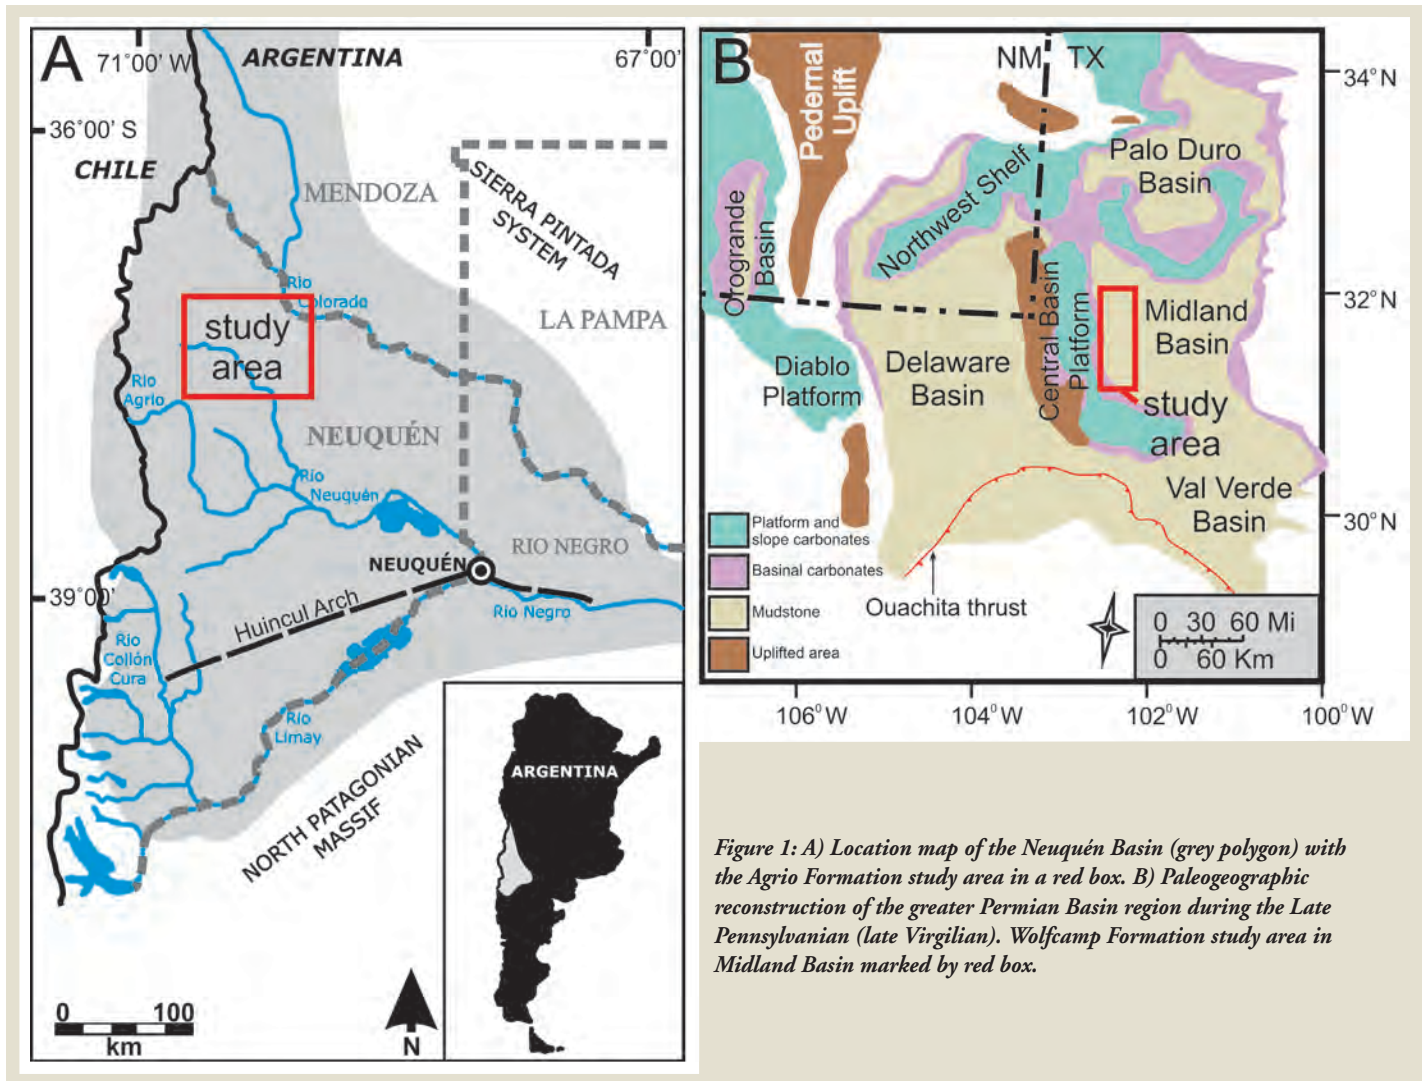 A
71°00' W
ARGENTINA
67°00'
36°00' S
CHILE
MENDOZA
SIERRA PINTADA
SYSTEM
Rio
Colorado
LA PAMPA
study
area
Rio
Agrio
NEUQUÉN
Rio
Neuquén
RIO NEGRO
NEUQUÉN
39°00'
Huincul Arch
Rio Negro
Rio
Collón
Cura
Rio
Limay
NORTH PATAGONIAN
MASSIF
ARGENTINA
0 100
km
N
B
Pedernal
Uplift
NM TX
34°N
Palo Duro
Basin
Northwest Shelf
Orogrande
Basin
32°N
Central Basin
Platform
Midland
Basin
Delaware
Basin
Diablo
Platform
study
area
Val Verde
Basin
30°N
Platform and
slope carbonates
Basinal carbonates
Mudstone
Uplifted area
Ouachita thrust
0 30 60 Mi
0 60 Km
106°W 104°W 102°W 100°W
Figure 1: A) Location map of the Neuquén Basin (grey polygon) with
the Agrio Formation study area in a red box. B) Paleogeographic
reconstruction of the greater Permian Basin region during the Late
Pennsylvanian (late Virgilian). Wolfcamp Formation study area in
Midland Basin marked by red box.